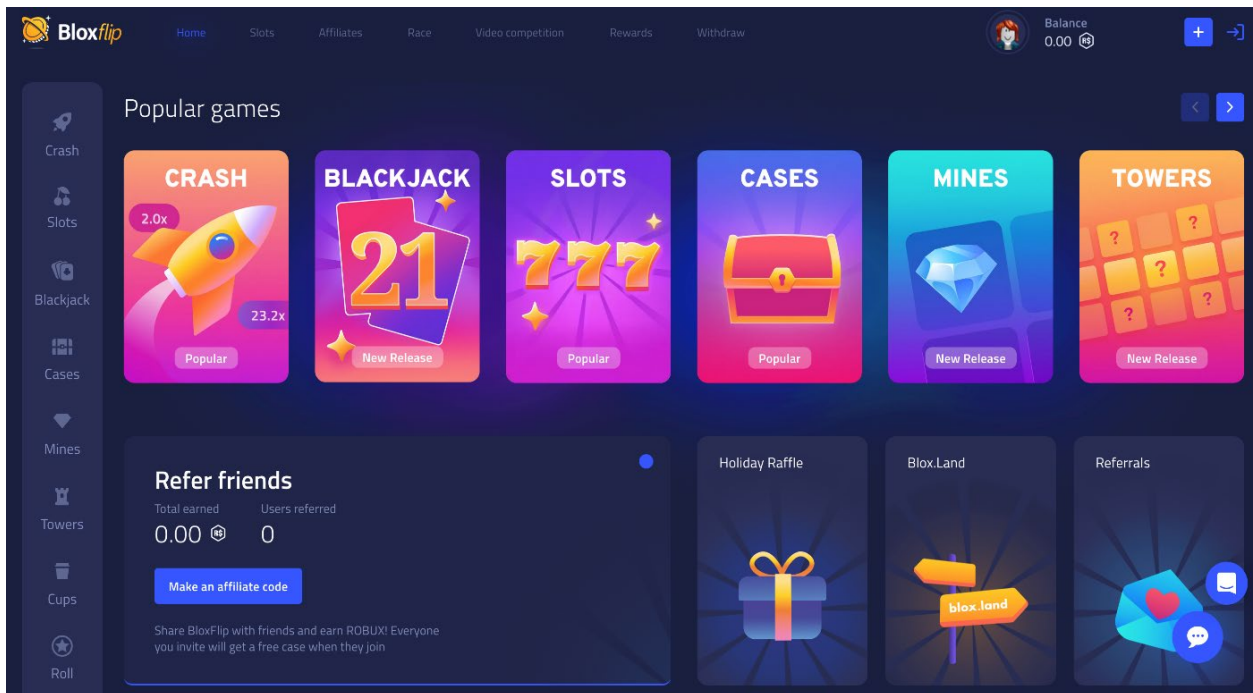 Bloxflip
Home
Slots
Affiliates
Race
Video competition
Rewards
Withdraw
Balance
0.00 R$
+
Popular games
Crash
Slots
Blackjack
Cases
Mines
Towers
Cups
Roll
CRASH
2.0x
23.2x
Popular
BLACKJACK
21
New Release
SLOTS
777
Popular
CASES
Popular
MINES
New Release
TOWERS
?
?
?
?
?
New Release
Refer friends
Total earned
Users referred
0.00 R$
0
Make an affiliate code
Share BloxFlip with friends and earn ROBUX! Everyone
you invite will get a free case when they join
Holiday Raffle
Blox.Land
blox.land
Referrals